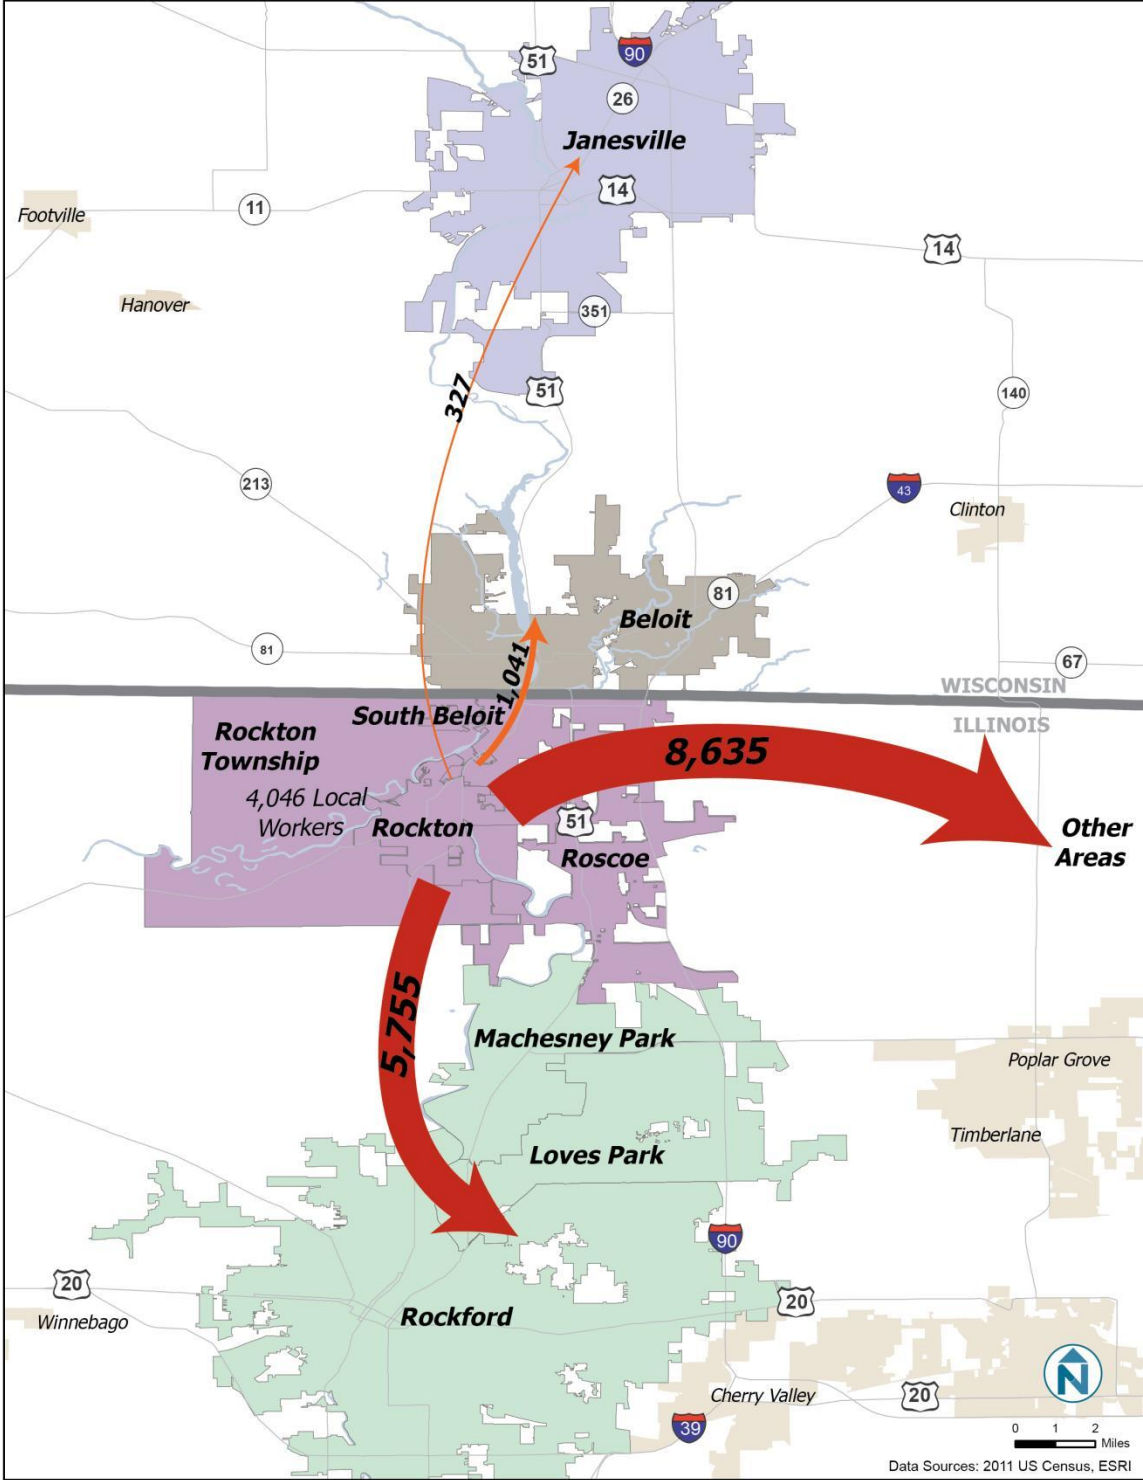 90
51
26
Janesville
14
11
Footville
14
Hanover
351
51
327
140
213
43
Clinton
81
Beloit
81
67
1,041
WISCONSIN
ILLINOIS
South Beloit
Rockton
Township
8,635
4,046 Local
Workers
Rockton
51
Other
Areas
Roscoe
5,755
Machesney Park
Poplar Grove
Timberlane
Loves Park
90
20
20
Winnebago
Rockford
N
Cherry Valley
20
39
0 1 2
Miles
Data Sources: 2011 US Census, ESRI